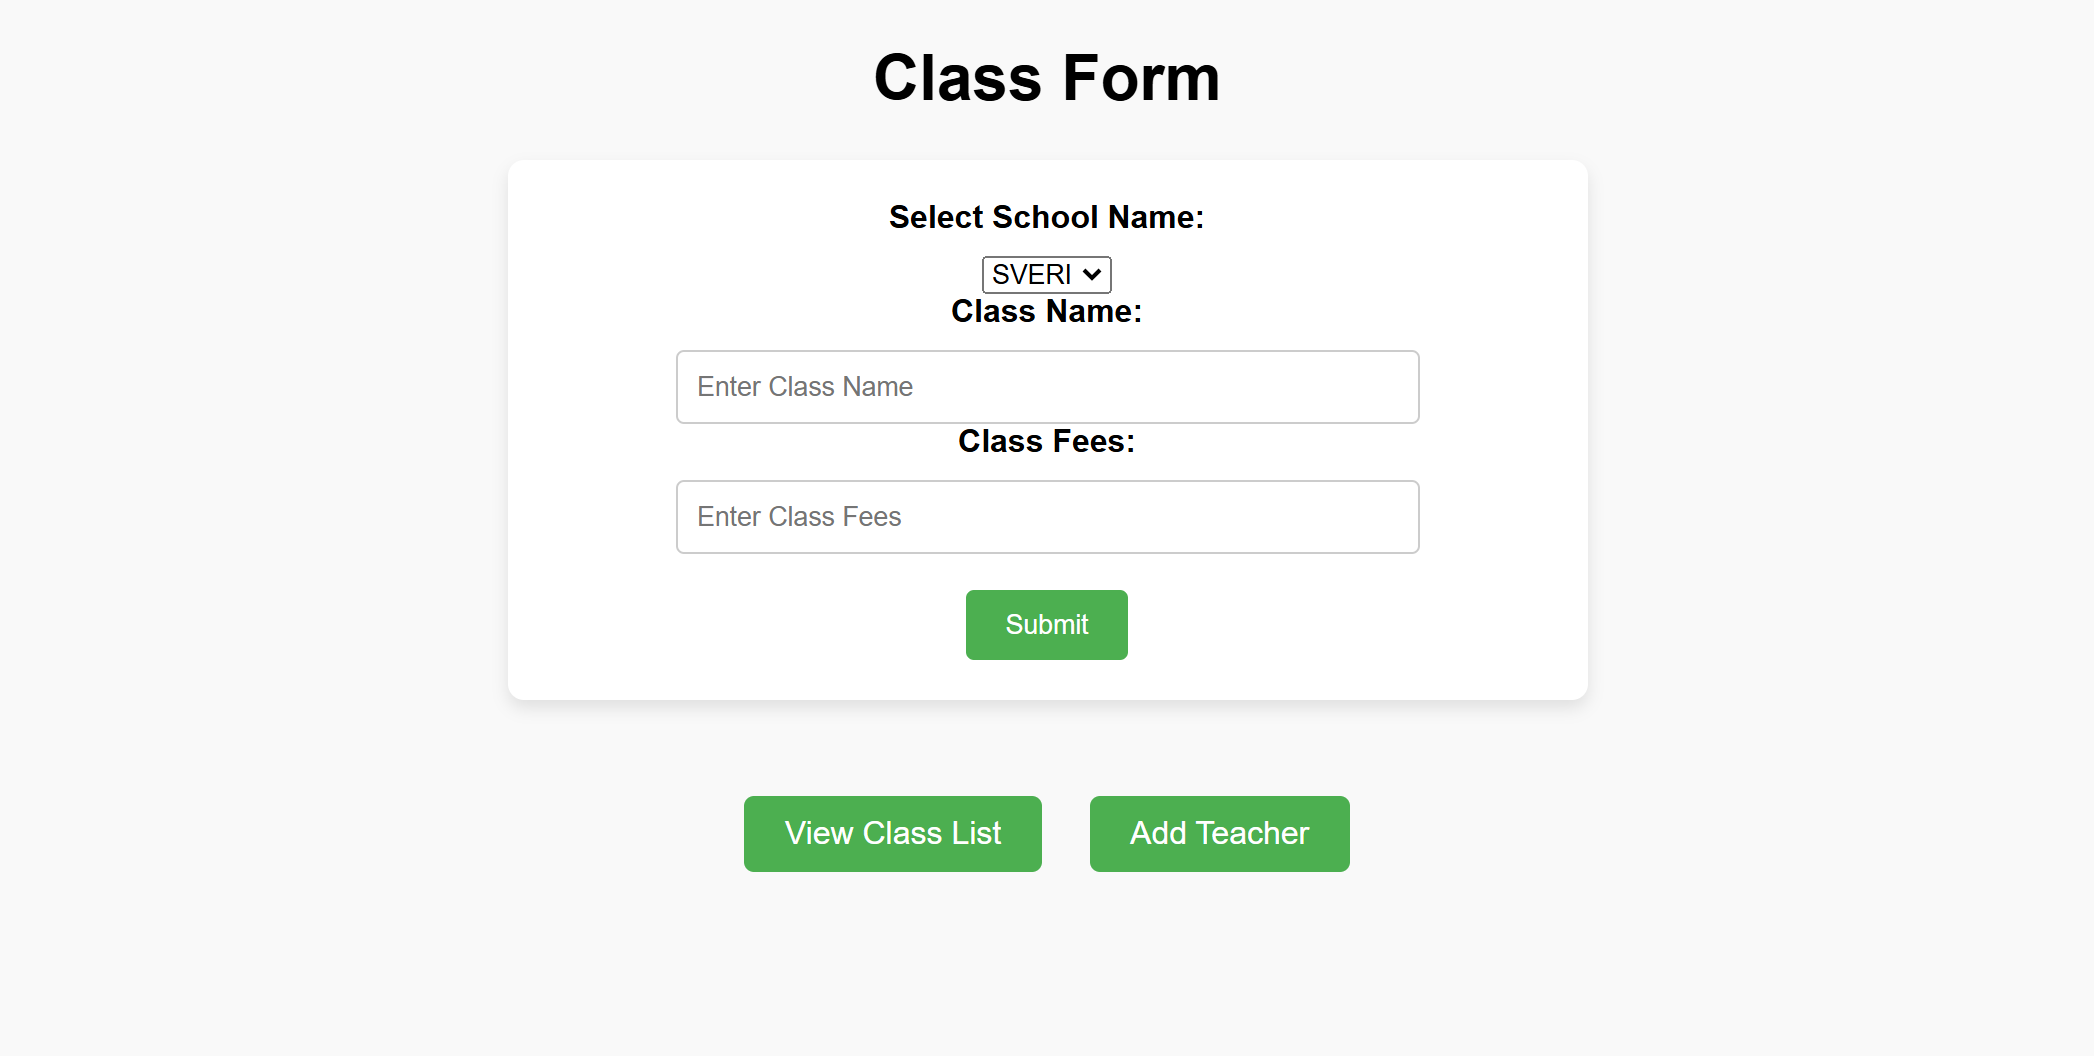 Class Form
Select School Name:
SVERI
Class Name:
Enter Class Name
Class Fees:
Enter Class Fees
Submit
View Class List
Add Teacher